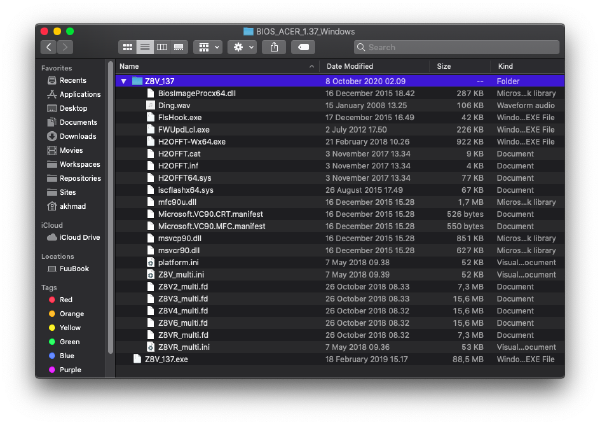 BIOS_ACER_1.37_Windows
Search
Favorites
Recents
Applications
Desktop
Documents
Downloads
Movies
Workspaces
Repositories
Sites
akhmad
iCloud
iCloud Drive
Locations
FuuBook
Tags
Red
Orange
Yellow
Green
Blue
Purple
Name Date Modified Size Kind
Z8V_137 8 October 2020 02.09 -- Folder
BiosImageProcx64.dll 16 December 2015 18.42 287 KB Micros...k library
Ding.wav 15 January 2008 13.25 106 KB Waveform audio
FlsHook.exe 17 December 2015 16.49 42 KB Windo...EXE File
FWUpdLcl.exe 2 July 2012 17.50 226 KB Windo...EXE File
H2OFFT-Wx64.exe 21 February 2018 10.26 922 KB Windo...EXE File
H2OFFT.cat 3 November 2017 13.34 9 KB Document
H2OFFT.inf 3 November 2017 13.34 4 KB Document
H2OFFT64.sys 3 November 2017 13.34 77 KB Document
iscflashx64.sys 26 August 2015 17.49 67 KB Document
mfc90u.dll 16 December 2015 15.28 1,7 MB Micros...k library
Microsoft.VC90.CRT.manifest 16 December 2015 15.28 526 bytes Document
Microsoft.VC90.MFC.manifest 16 December 2015 15.28 550 bytes Document
msvcp90.dll 16 December 2015 15.28 851 KB Micros...k library
msvcr90.dll 16 December 2015 15.28 627 KB Micros...k library
platform.ini 7 May 2018 09.38 52 KB Visual...ocument
Z8V_multi.ini 7 May 2018 09.39 52 KB Visual...ocument
Z8V2_multi.fd 26 October 2018 08.33 7,3 MB Document
Z8V3_multi.fd 26 October 2018 08.33 15,6 MB Document
Z8V4_multi.fd 26 October 2018 08.32 15,6 MB Document
Z8V6_multi.fd 26 October 2018 08.32 15,6 MB Document
Z8VR_multi.fd 26 October 2018 08.32 7,3 MB Document
Z8VR_multi.ini 7 May 2018 09.36 53 KB Visual...ocument
Z8V_137.exe 18 February 2019 15.17 88,5 MB Windo...EXE File